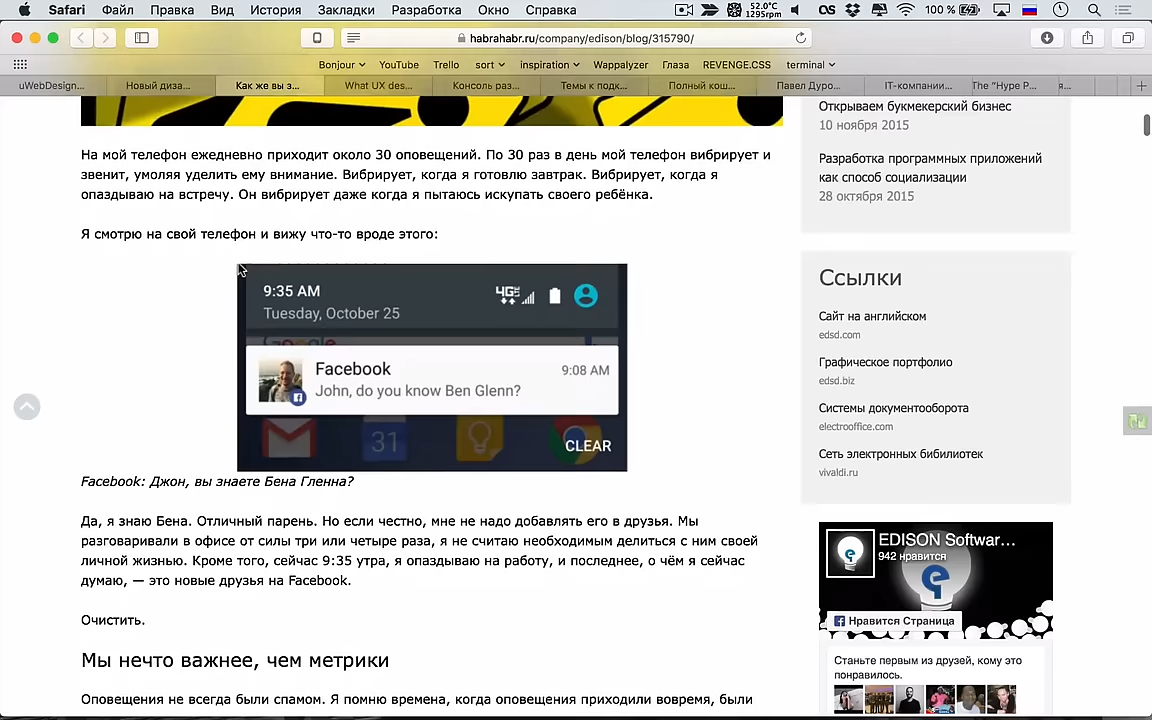 Safari Файл Правка Вид История Закладки Разработка Окно Справка
52.0°C
1295rpm
100 %
habrahabr.ru/company/edison/blog/315790/
Bonjour YouTube Trello sort inspiration Wappalyzer Глаза REVENGE.CSS terminal
uWebDesign... Новый диза... Как же вы з... What UX des... Консоль раз... Темы к подк... Полный кош... Павел Дуро... IT-компании... The "Hype P... я...
На мой телефон ежедневно приходит около 30 оповещений. По 30 раз в день мой телефон вибрирует и
звенит, умоляя уделить ему внимание. Вибрирует, когда я готовлю завтрак. Вибрирует, когда я
опаздываю на встречу. Он вибрирует даже когда я пытаюсь искупать своего ребёнка.
Я смотрю на свой телефон и вижу что-то вроде этого:
9:35 AM
4G
Tuesday, October 25
Google
Facebook 9:08 AM
John, do you know Ben Glenn?
31
CLEAR
Facebook: Джон, вы знаете Бена Гленна?
Да, я знаю Бена. Отличный парень. Но если честно, мне не надо добавлять его в друзья. Мы
разговаривали в офисе от силы три или четыре раза, я не считаю необходимым делиться с ним своей
личной жизнью. Кроме того, сейчас 9:35 утра, я опаздываю на работу, и последнее, о чём я сейчас
думаю, — это новые друзья на Facebook.
Очистить.
Мы нечто важнее, чем метрики
Оповещения не всегда были спамом. Я помню времена, когда оповещения приходили вовремя, были
Открываем букмекерский бизнес
10 ноября 2015
Разработка программных приложений
как способ социализации
28 октября 2015
Ссылки
Сайт на английском
edsd.com
Графическое портфолио
edsd.biz
Системы документооборота
electrooffice.com
Сеть электронных бибилиотек
vivaldi.ru
EDISON Softwar...
942 нравится
Нравится Страница
Станьте первым из друзей, кому это
понравилось.